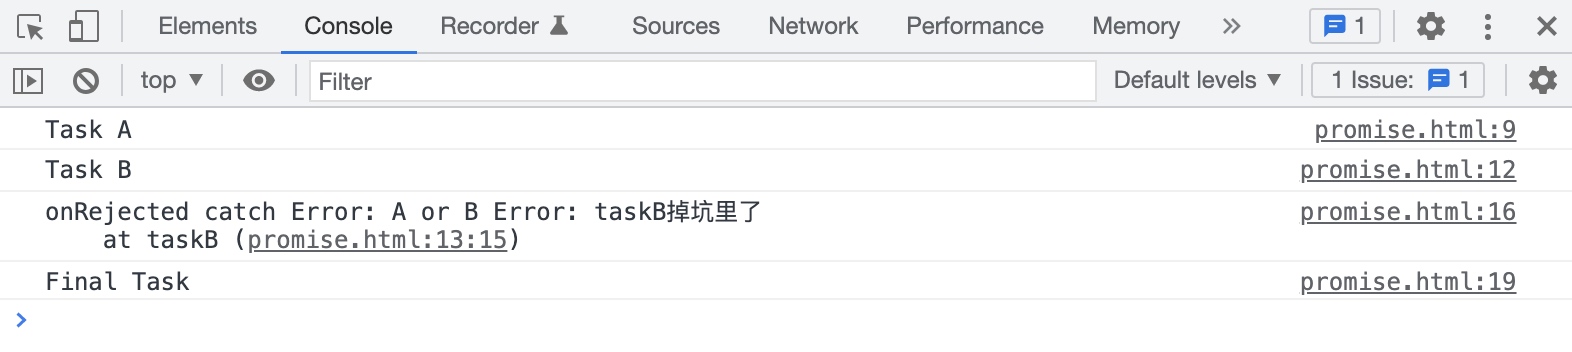 Elements Console Recorder Sources Network Performance Memory » 1
top ▼ Filter Default levels ▼ 1 Issue: 1
Task A promise.html:9
Task B promise.html:12
onRejected catch Error: A or B Error: taskB掉坑里了 promise.html:16
at taskB (promise.html:13:15)
Final Task promise.html:19